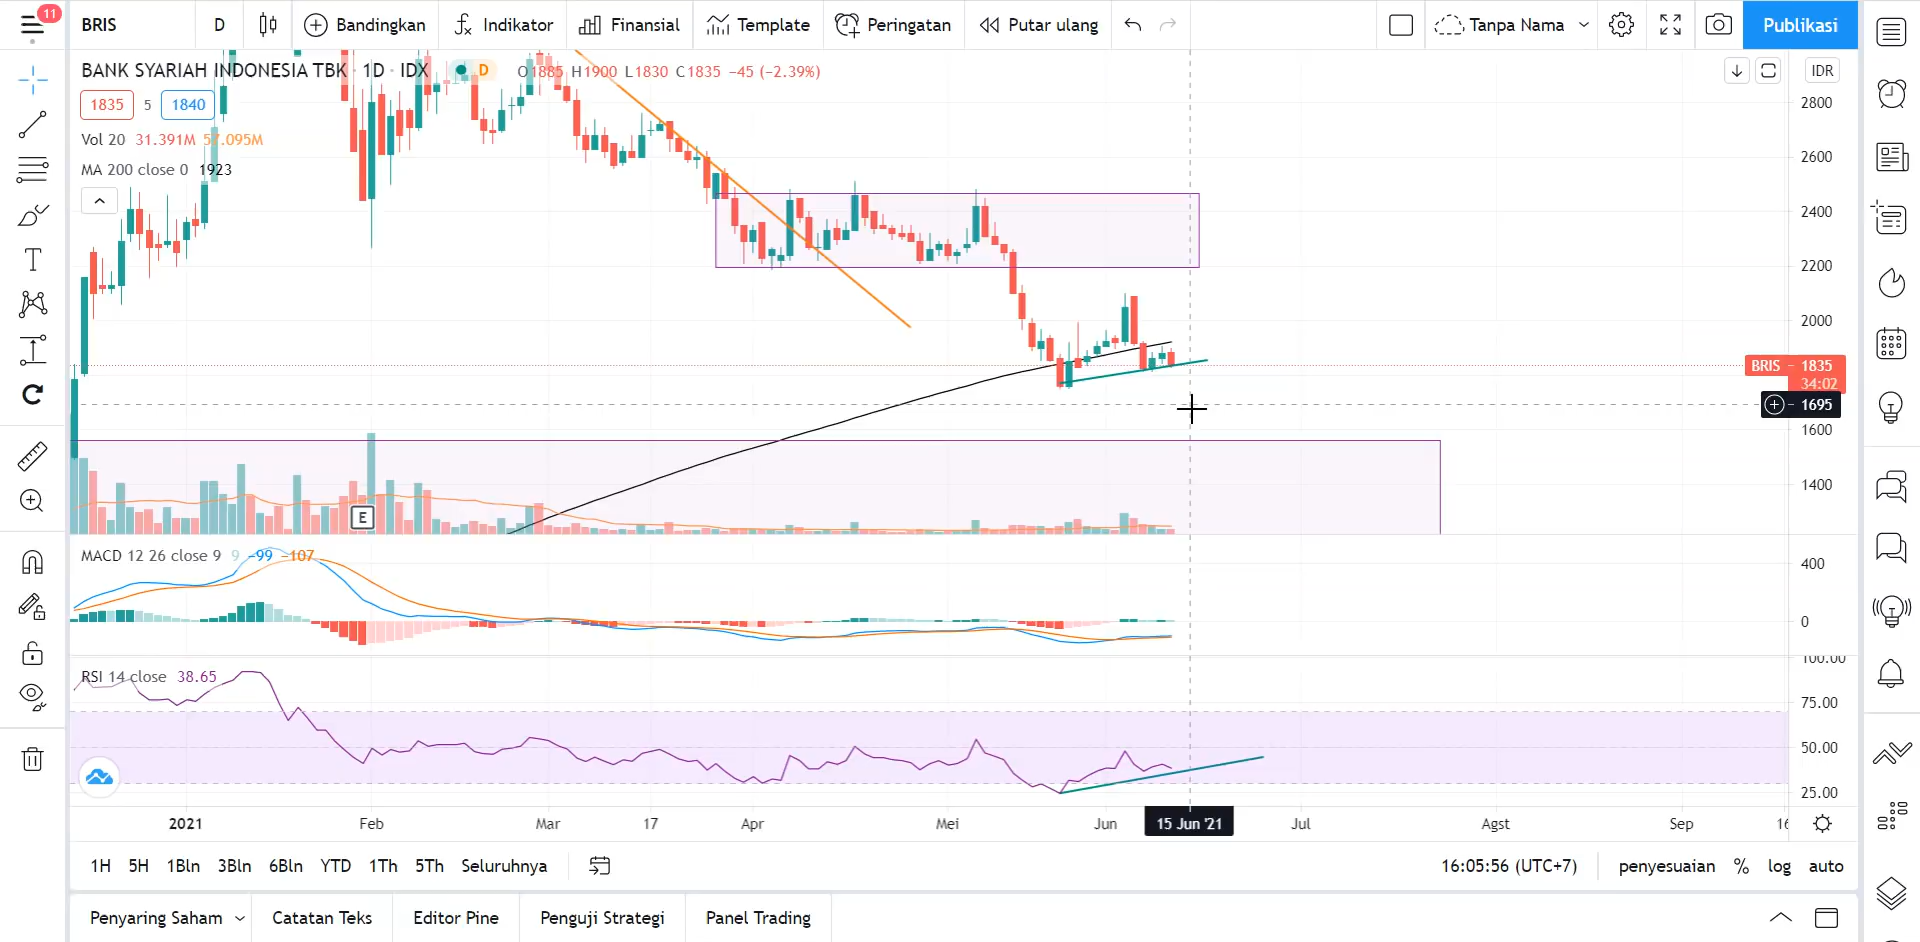 11
BRIS
D
Bandingkan
Indikator
Finansial
Template
Peringatan
Putar ulang
Tanpa Nama
Publikasi
BANK SYARIAH INDONESIA TBK · 1D · IDX
D
O1885 H1900 L1830 C1835 −45 (−2.39%)
IDR
1835
5
1840
Vol 20 31.391M 57.095M
MA 200 close 0 1923
2800
2600
2400
2200
2000
BRIS 1835
34:02
1695
1600
1400
E
MACD 12 26 close 9 9 −99 −107
400
0
RSI 14 close 38.65
100.00
75.00
50.00
25.00
2021
Feb
Mar
17
Apr
Mei
Jun
15 Jun '21
Jul
Agst
Sep
1H
5H
1Bln
3Bln
6Bln
YTD
1Th
5Th
Seluruhnya
16:05:56 (UTC+7)
penyesuaian
%
log
auto
Penyaring Saham
Catatan Teks
Editor Pine
Penguji Strategi
Panel Trading